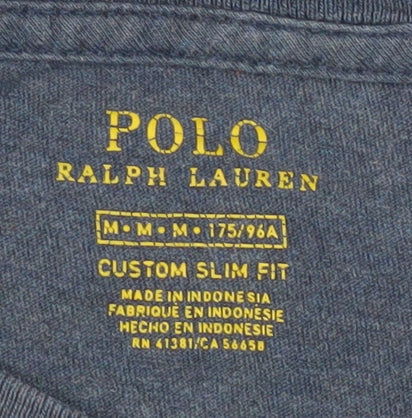 POLO
RALPH LAUREN
M•M•M•175/96A
CUSTOM SLIM FIT
MADE IN INDONESIA
FABRIQUÉ EN INDONÉSIE
HECHO EN INDONESIE
RN 41381/CA 56658